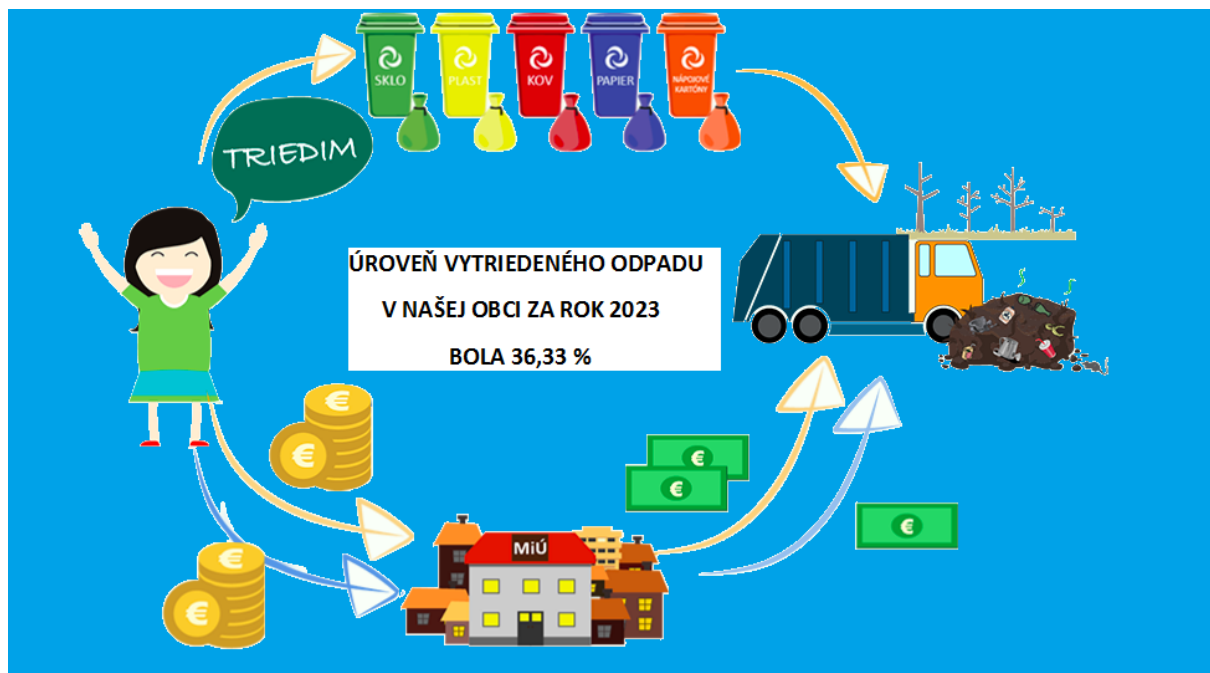 SKLO
PLAST
KOV
PAPIER
NÁPOJOVÉ
KARTÓNY
TRIEDIM
ÚROVEŇ VYTRIEDENÉHO ODPADU
V NAŠEJ OBCI ZA ROK 2023
BOLA 36,33 %
€
€
€
€
€
€
€
MiÚ